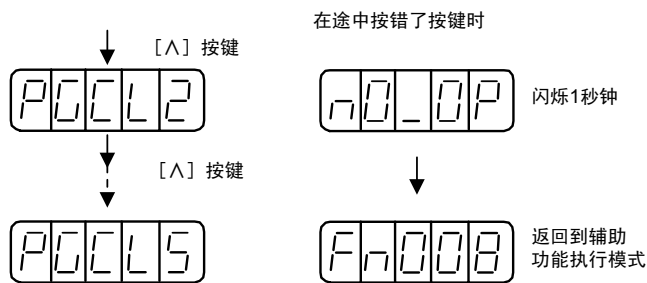 在途中按错了按键时
［∧］按键
PGCL2
n0_0P
闪烁1秒钟
［∧］按键
PGCL5
Fn008
返回到辅助
功能执行模式